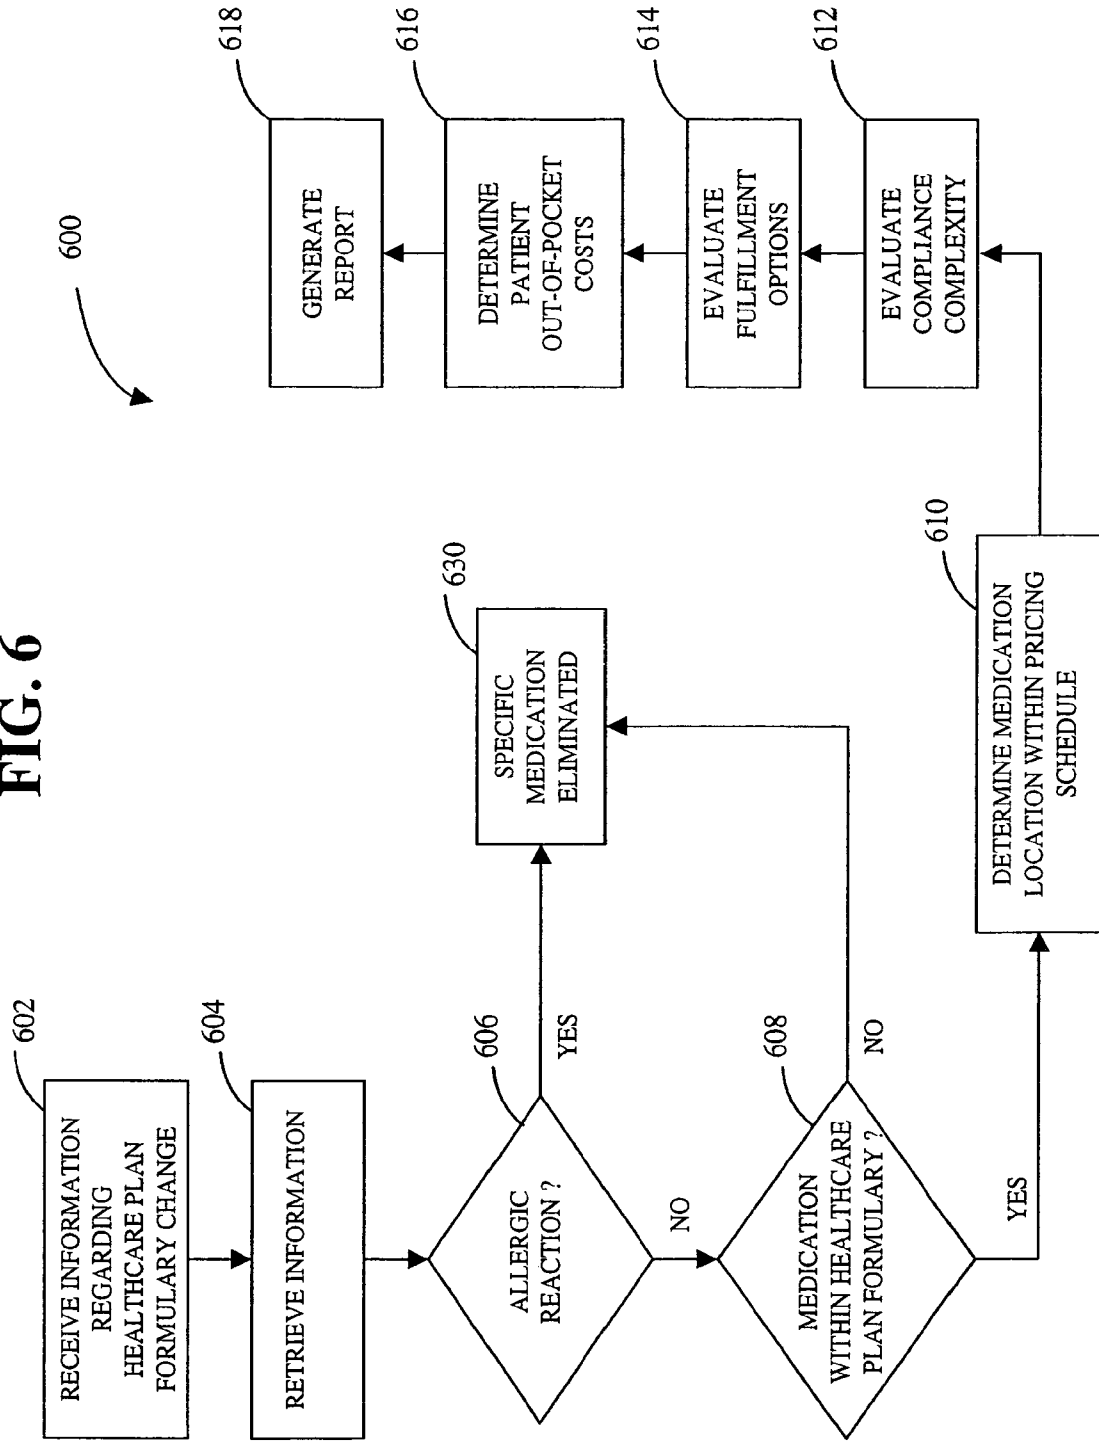 FIG. 6
600
602
RECEIVE INFORMATION
REGARDING
HEALTHCARE PLAN
FORMULARY CHANGE
604
RETRIEVE INFORMATION
606
ALLERGIC
REACTION ?
YES
NO
630
SPECIFIC
MEDICATION
ELIMINATED
608
MEDICATION
WITHIN HEALTHCARE
PLAN FORMULARY ?
NO
YES
610
DETERMINE MEDICATION
LOCATION WITHIN PRICING
SCHEDULE
612
EVALUATE
COMPLIANCE
COMPLEXITY
614
EVALUATE
FULFILLMENT
OPTIONS
616
DETERMINE
PATIENT
OUT-OF-POCKET
COSTS
618
GENERATE
REPORT